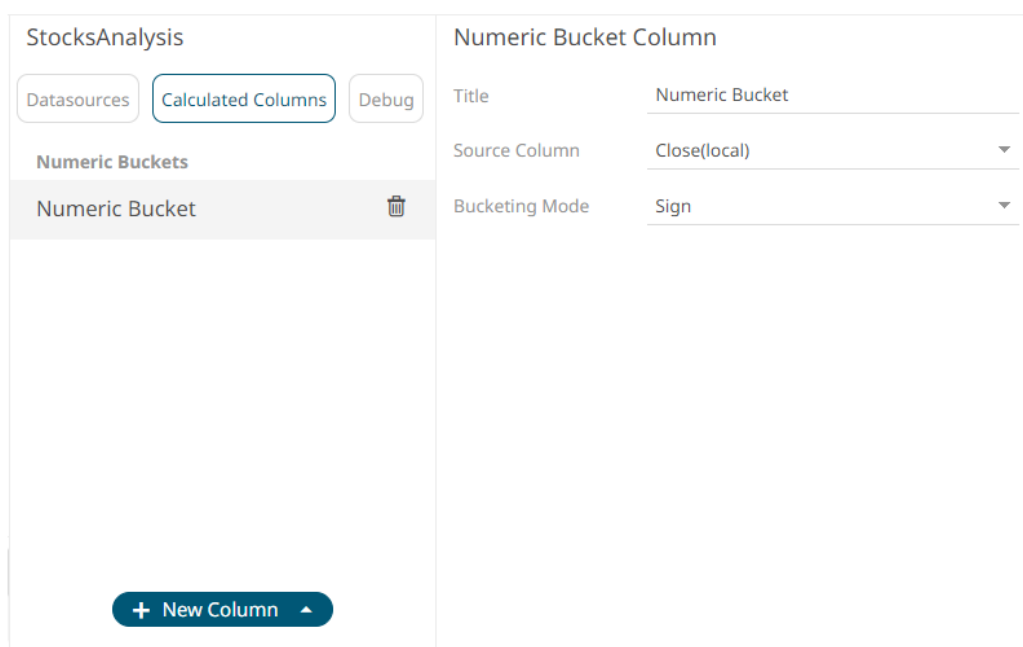 StocksAnalysis
Datasources
Calculated Columns
Debug
Numeric Buckets
Numeric Bucket
+ New Column
Numeric Bucket Column
Title
Numeric Bucket
Source Column
Close(local)
Bucketing Mode
Sign